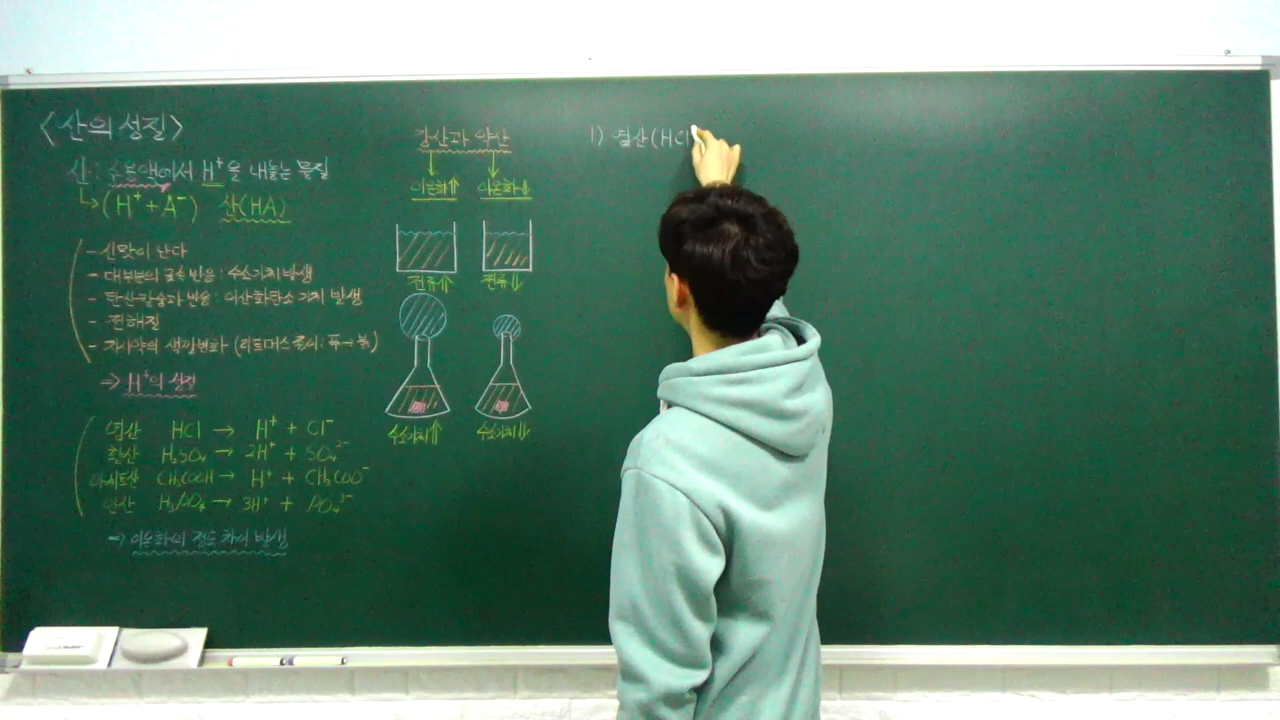 <산의 성질>
산 : 수용액에서 H⁺을 내놓는 물질
↳ (H⁺ + A⁻) 산(HA)
- 신맛이 난다
- 대부분의 금속 반응 : 수소기체 발생
- 탄산칼슘과 반응 : 이산화탄소 기체 발생
- 전해질
- 지시약의 색깔변화 (리트머스 종이 : 푸→붉)
⇒ H⁺의 성질
염산 HCl → H⁺ + Cl⁻
황산 H₂SO₄ → 2H⁺ + SO₄²⁻
아세트산 CH₃COOH → H⁺ + CH₃COO⁻
인산 H₃PO₄ → 3H⁺ + PO₄³⁻
⇒ 이온화의 정도 차이 발생
강산과 약산
이온화↑ 이온화↓
전류↑ 전류↓
수소기체↑ 수소기체↓
1) 염산(HCl